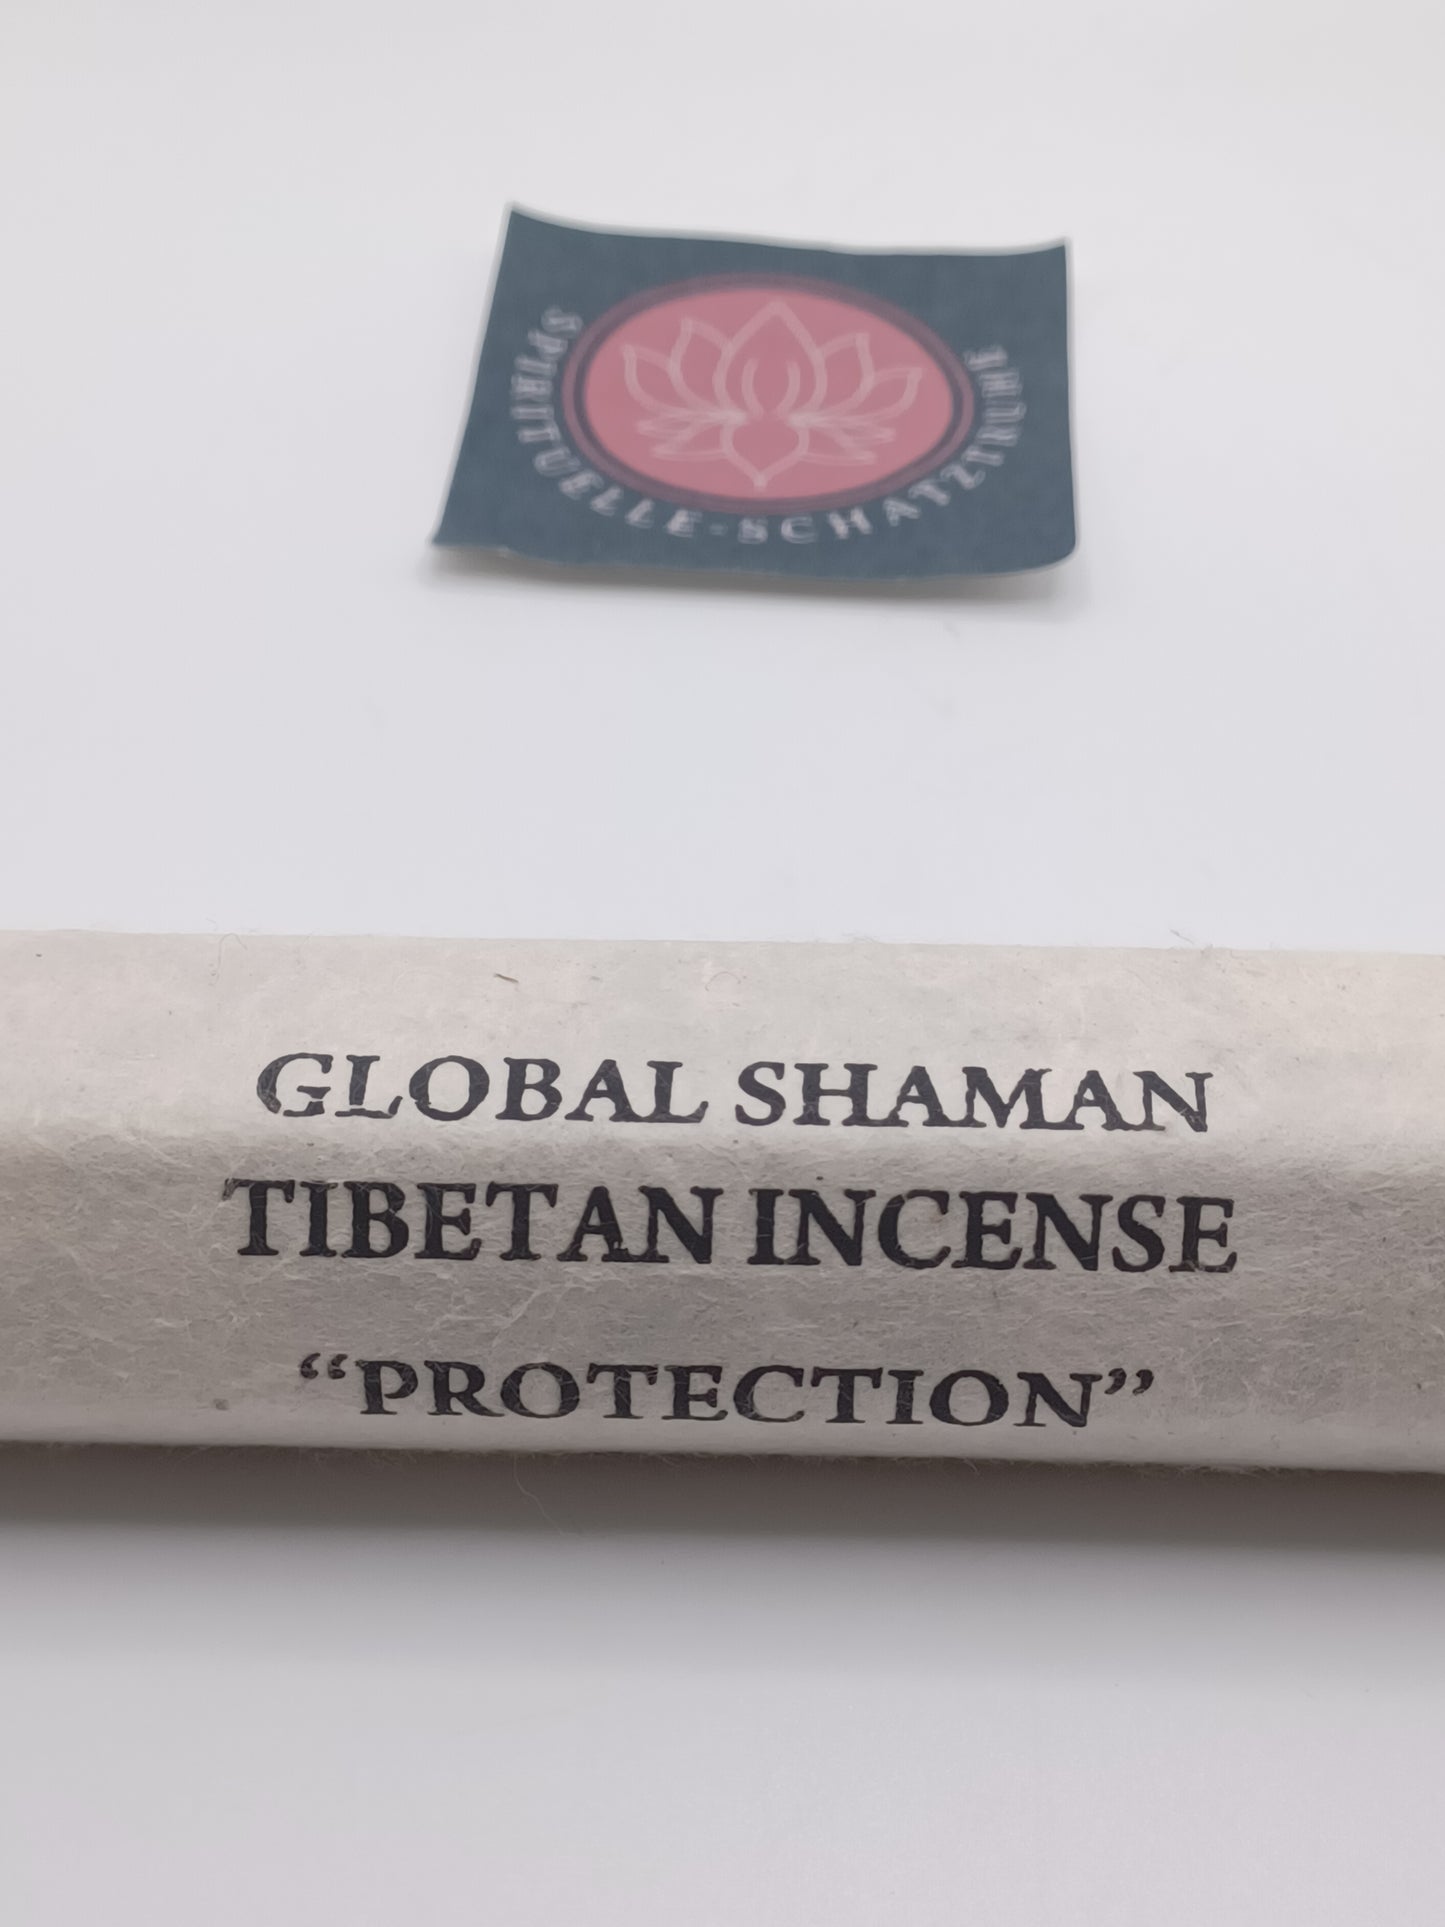 SPIRITUELLE-SCHATZTRUHE
GLOBAL SHAMAN
TIBETAN INCENSE
“PROTECTION”